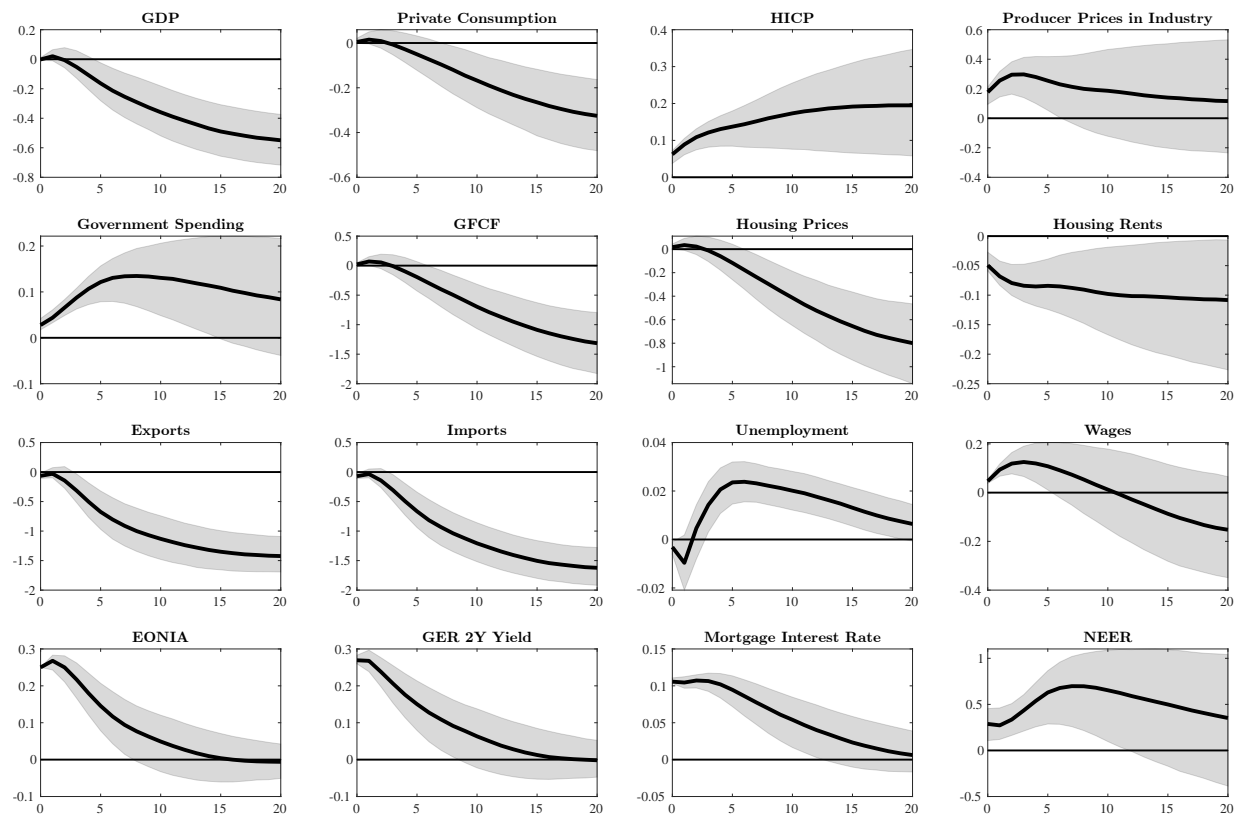 GDP
0.2
0
-0.2
-0.4
-0.6
-0.8
0 5 10 15 20
Private Consumption
0
-0.2
-0.4
-0.6
0 5 10 15 20
HICP
0.4
0.3
0.2
0.1
0
0 5 10 15 20
Producer Prices in Industry
0.6
0.4
0.2
0
-0.2
-0.4
0 5 10 15 20
Government Spending
0.2
0.1
0
-0.1
0 5 10 15 20
GFCF
0.5
0
-0.5
-1
-1.5
-2
0 5 10 15 20
Housing Prices
0
-0.2
-0.4
-0.6
-0.8
-1
0 5 10 15 20
Housing Rents
0
-0.05
-0.1
-0.15
-0.2
-0.25
0 5 10 15 20
Exports
0.5
0
-0.5
-1
-1.5
-2
0 5 10 15 20
Imports
0.5
0
-0.5
-1
-1.5
-2
0 5 10 15 20
Unemployment
0.04
0.02
0
-0.02
0 5 10 15 20
Wages
0.2
0
-0.2
-0.4
0 5 10 15 20
EONIA
0.3
0.2
0.1
0
-0.1
0 5 10 15 20
GER 2Y Yield
0.3
0.2
0.1
0
-0.1
0 5 10 15 20
Mortgage Interest Rate
0.15
0.1
0.05
0
-0.05
0 5 10 15 20
NEER
1
0.5
0
-0.5
0 5 10 15 20